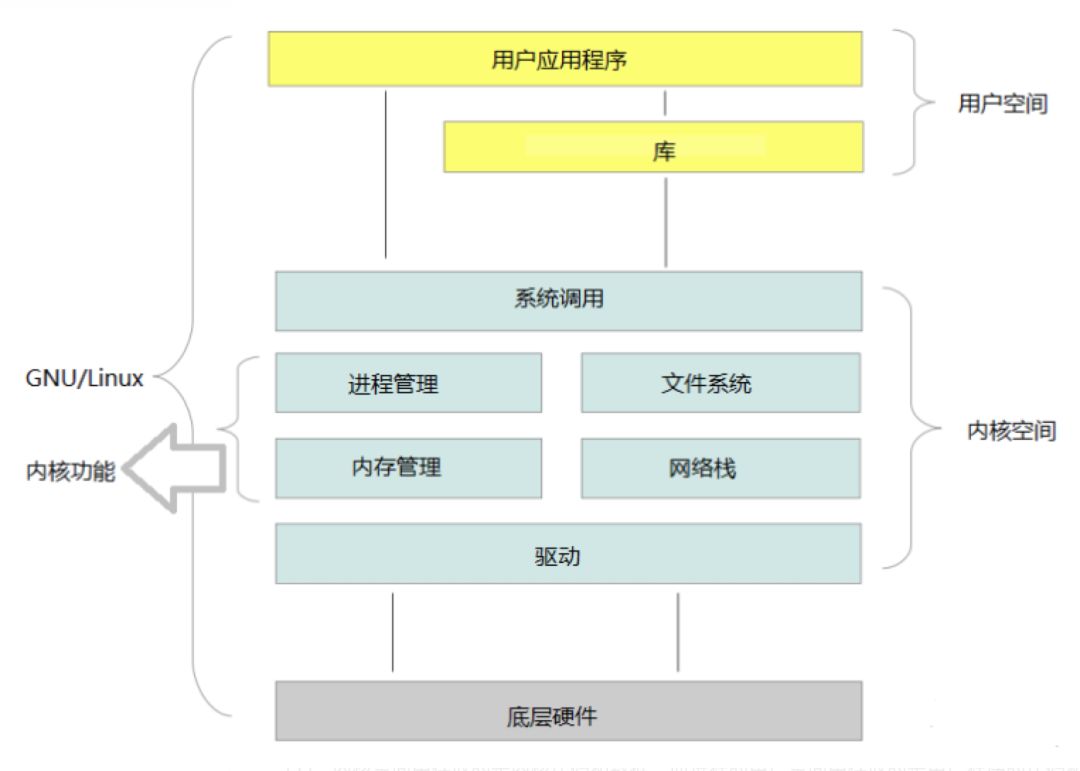 用户应用程序
用户空间
库
系统调用
GNU/Linux
进程管理
文件系统
内核空间
内核功能
内存管理
网络栈
驱动
底层硬件